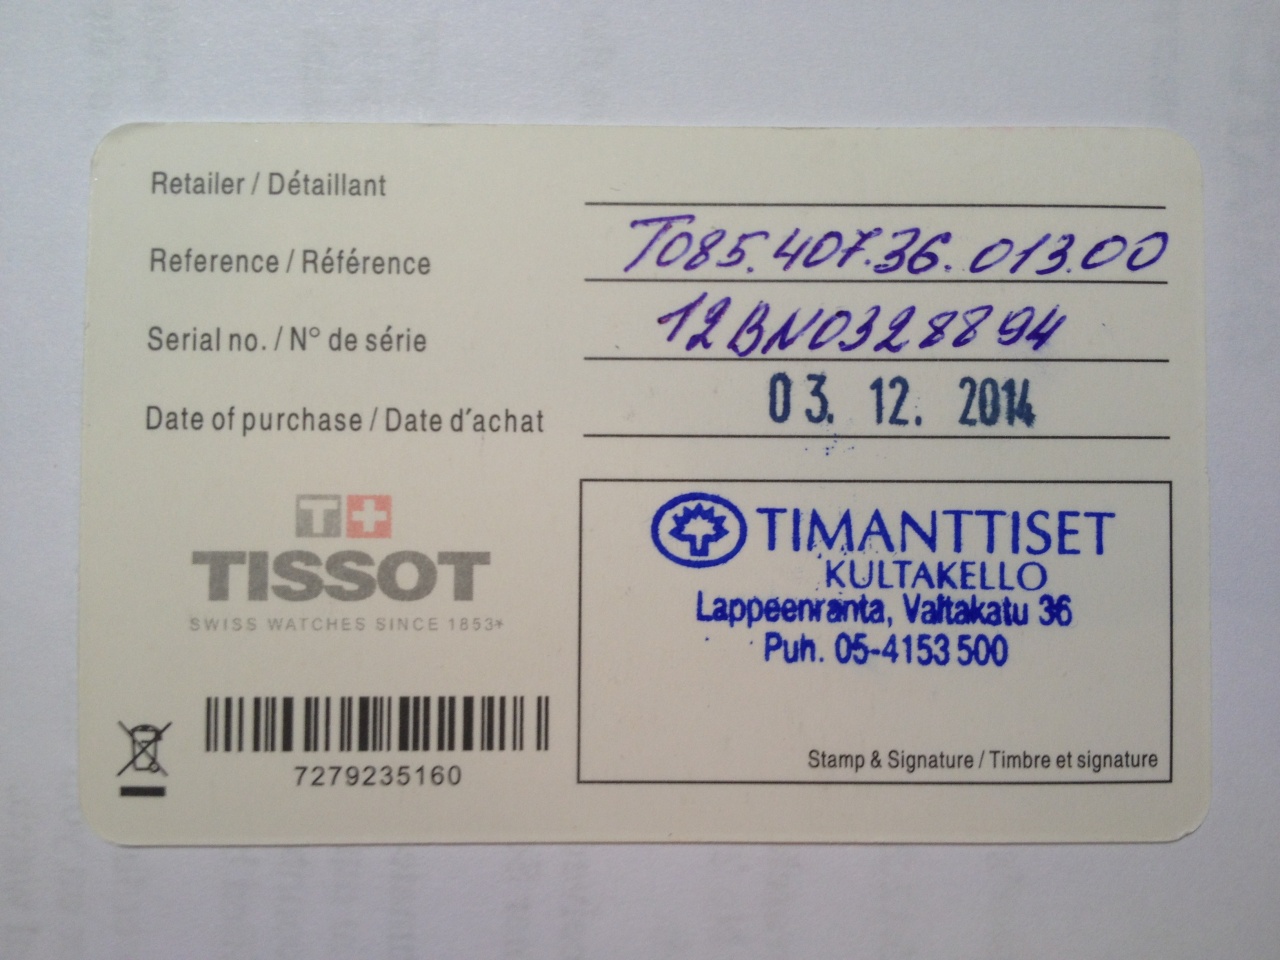 Retailer / Détaillant
Reference / Référence T085.407.36.013.00
Serial no. / N° de série 12BN0328894
Date of purchase / Date d'achat 03. 12. 2014
T+
TISSOT
SWISS WATCHES SINCE 1853*
7279235160
TIMANTTISET
KULTAKELLO
Lappeenranta, Valtakatu 36
Puh. 05-4153 500
Stamp & Signature / Timbre et signature